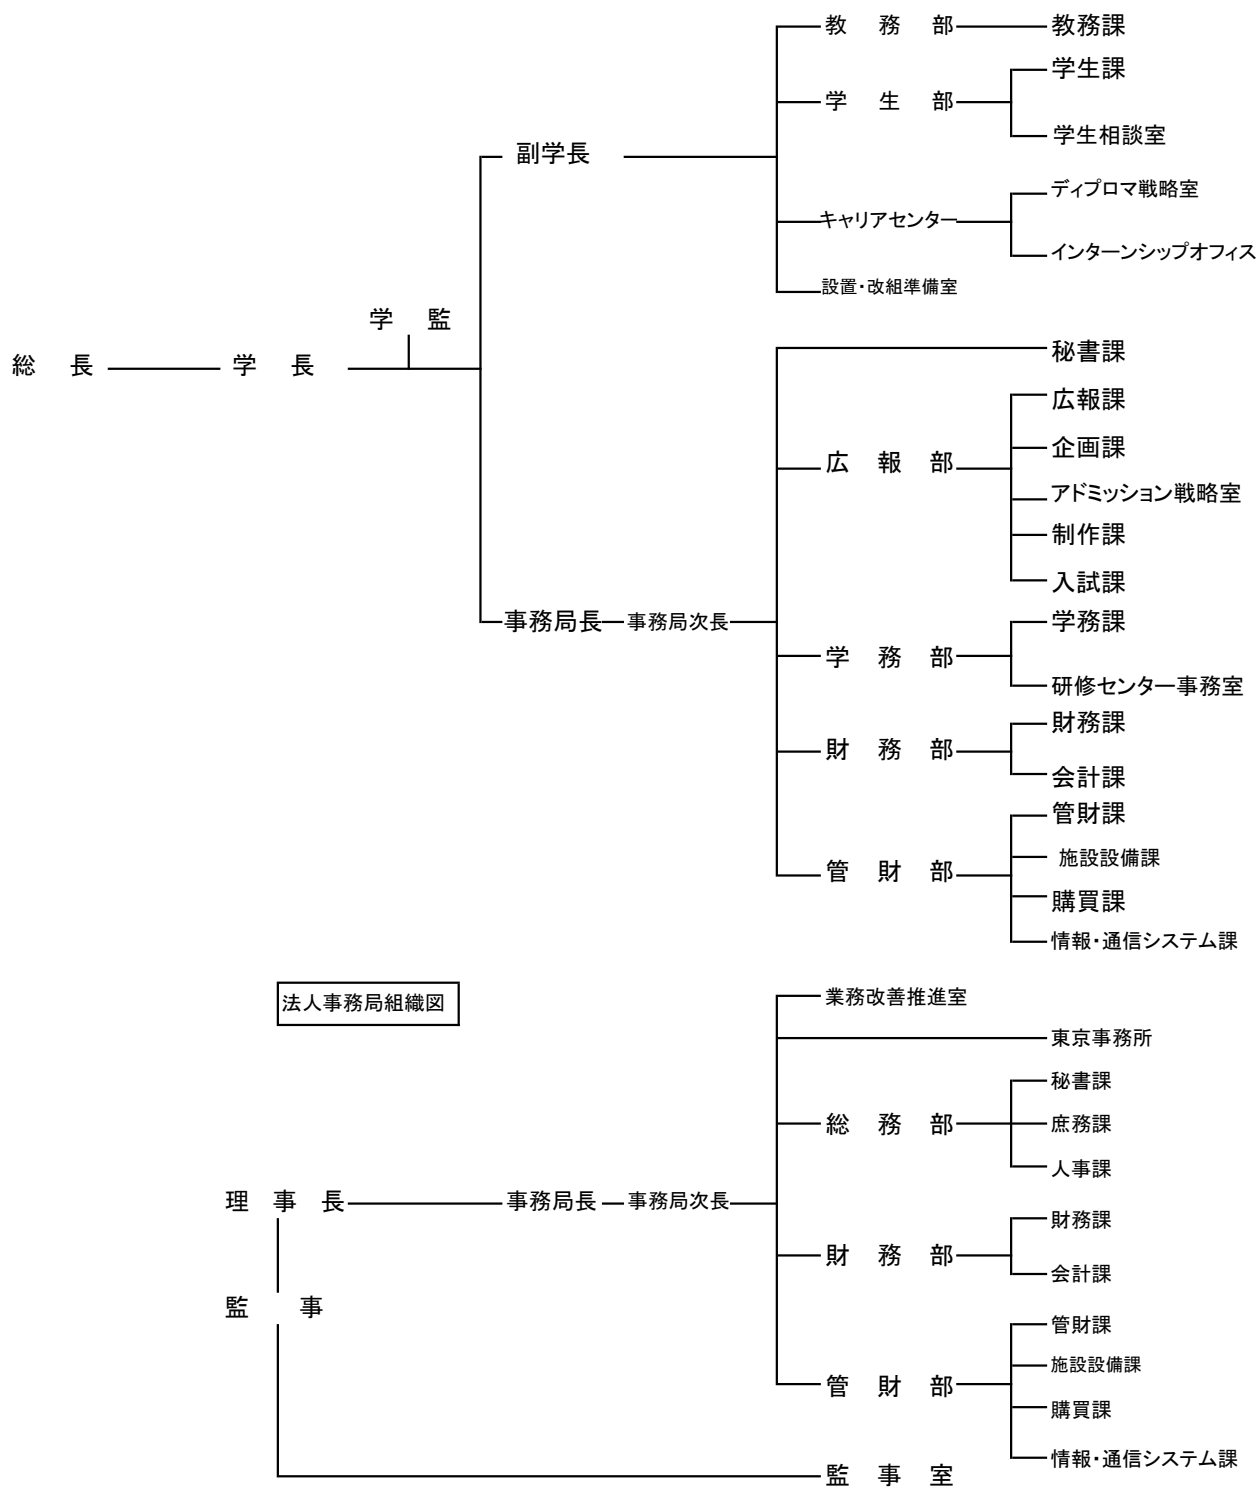 教　務　部
教務課
学生課
学　生　部
学生相談室
副学長
ディプロマ戦略室
キャリアセンター
インターンシップオフィス
設置・改組準備室
学　監
総　長
学　長
秘書課
広報課
企画課
広　報　部
アドミッション戦略室
制作課
入試課
事務局長
事務局次長
学務課
学　務　部
研修センター事務室
財務課
財　務　部
会計課
管財課
施設設備課
管　財　部
購買課
情報・通信システム課
法人事務局組織図
業務改善推進室
東京事務所
秘書課
総　務　部
庶務課
人事課
理　事　長
事務局長
事務局次長
財務課
財　務　部
会計課
監　事
管財課
施設設備課
管　財　部
購買課
情報・通信システム課
監　事　室